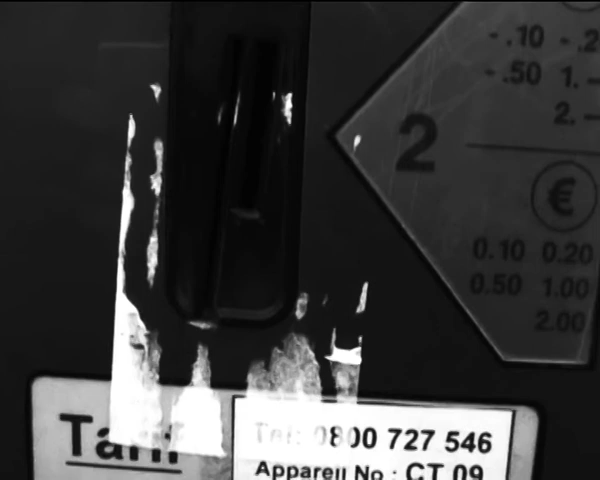 - .10 - .2
- .50 1. -
2. -
2
€
0.10 0.20
0.50 1.00
2.00
Tarif
Tel: 0800 727 546
Appareil No : CT 09